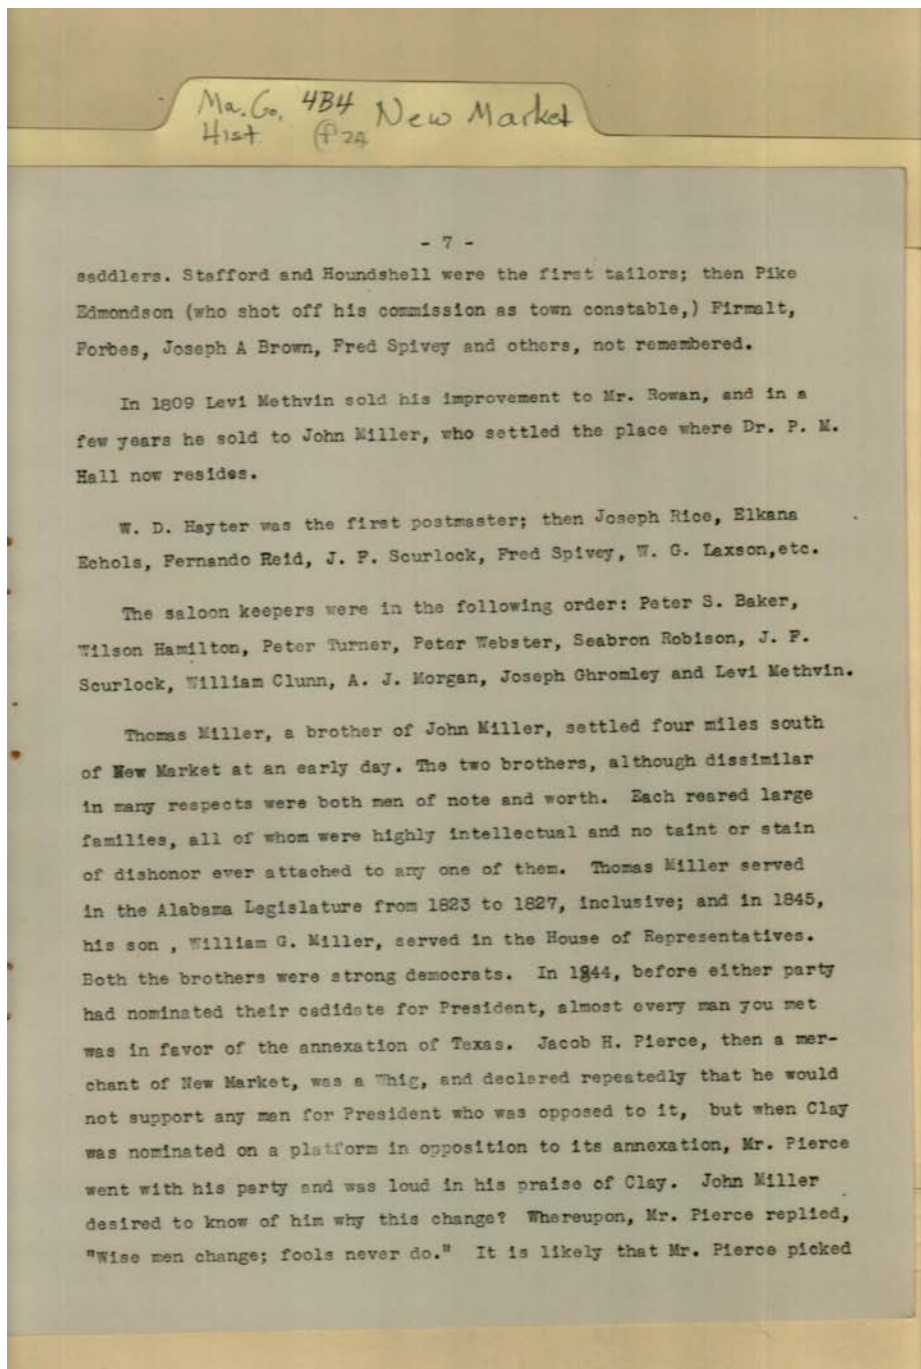 Ma. Co. 4B4 New Market
Hist P 2A
- 7 -
saddlers. Stafford and Houndshell were the first tailors; then Pike
Edmondson (who shot off his commission as town constable,) Firmalt,
Forbes, Joseph A Brown, Fred Spivey and others, not remembered.
In 1809 Levi Methvin sold his improvement to Mr. Rowan, and in a
few years he sold to John Miller, who settled the place where Dr. P. M.
Hall now resides.
W. D. Hayter was the first postmaster; then Joseph Rice, Elkana
Echols, Fernando Reid, J. F. Scurlock, Fred Spivey, W. G. Laxson,etc.
The saloon keepers were in the following order: Peter S. Baker,
Wilson Hamilton, Peter Turner, Peter Webster, Seabron Robison, J. F.
Scurlock, William Clunn, A. J. Morgan, Joseph Ghromley and Levi Methvin.
Thomas Miller, a brother of John Miller, settled four miles south
of New Market at an early day. The two brothers, although dissimilar
in many respects were both men of note and worth. Each reared large
families, all of whom were highly intellectual and no taint or stain
of dishonor ever attached to any one of them. Thomas Miller served
in the Alabama Legislature from 1823 to 1827, inclusive; and in 1845,
his son , William G. Miller, served in the House of Representatives.
Both the brothers were strong democrats. In 1844, before either party
had nominated their cadidate for President, almost every man you met
was in favor of the annexation of Texas. Jacob H. Pierce, then a mer-
chant of New Market, was a Whig, and declared repeatedly that he would
not support any man for President who was opposed to it, but when Clay
was nominated on a platform in opposition to its annexation, Mr. Pierce
went with his party and was loud in his praise of Clay. John Miller
desired to know of him why this change? Whereupon, Mr. Pierce replied,
"Wise men change; fools never do." It is likely that Mr. Pierce picked